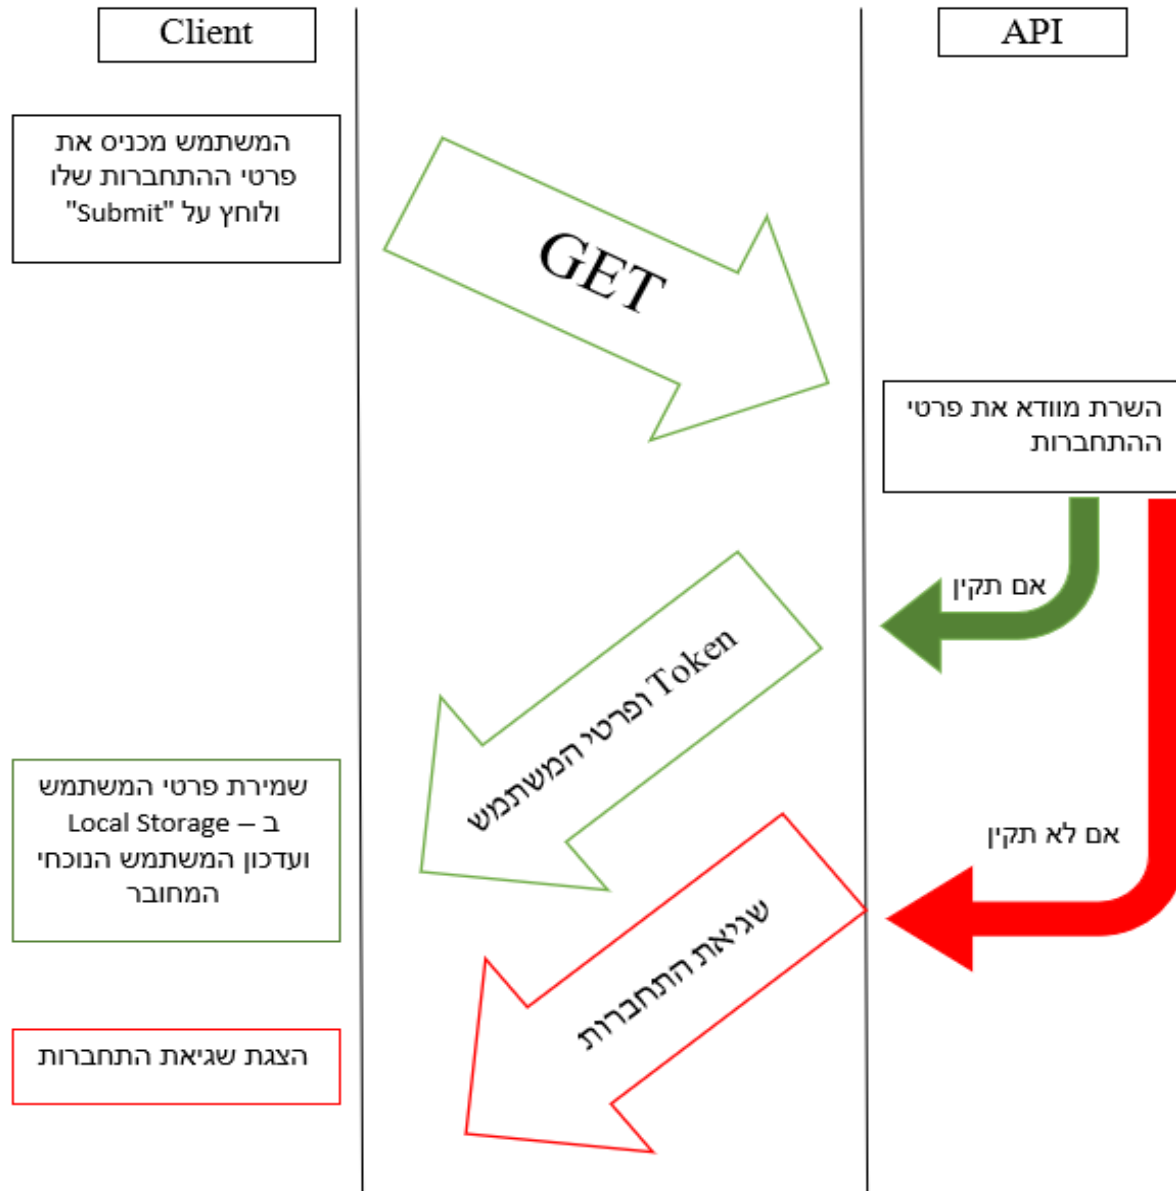 Client
API
המשתמש מכניס את
פרטי ההתחברות שלו
ולוחץ על "Submit"
GET
השרת מוודא את פרטי
ההתחברות
אם תקין
Token ופרטי המשתמש
שמירת פרטי המשתמש
ב – Local Storage
ועדכון המשתמש הנוכחי
המחובר
אם לא תקין
שגיאת התחברות
הצגת שגיאת התחברות